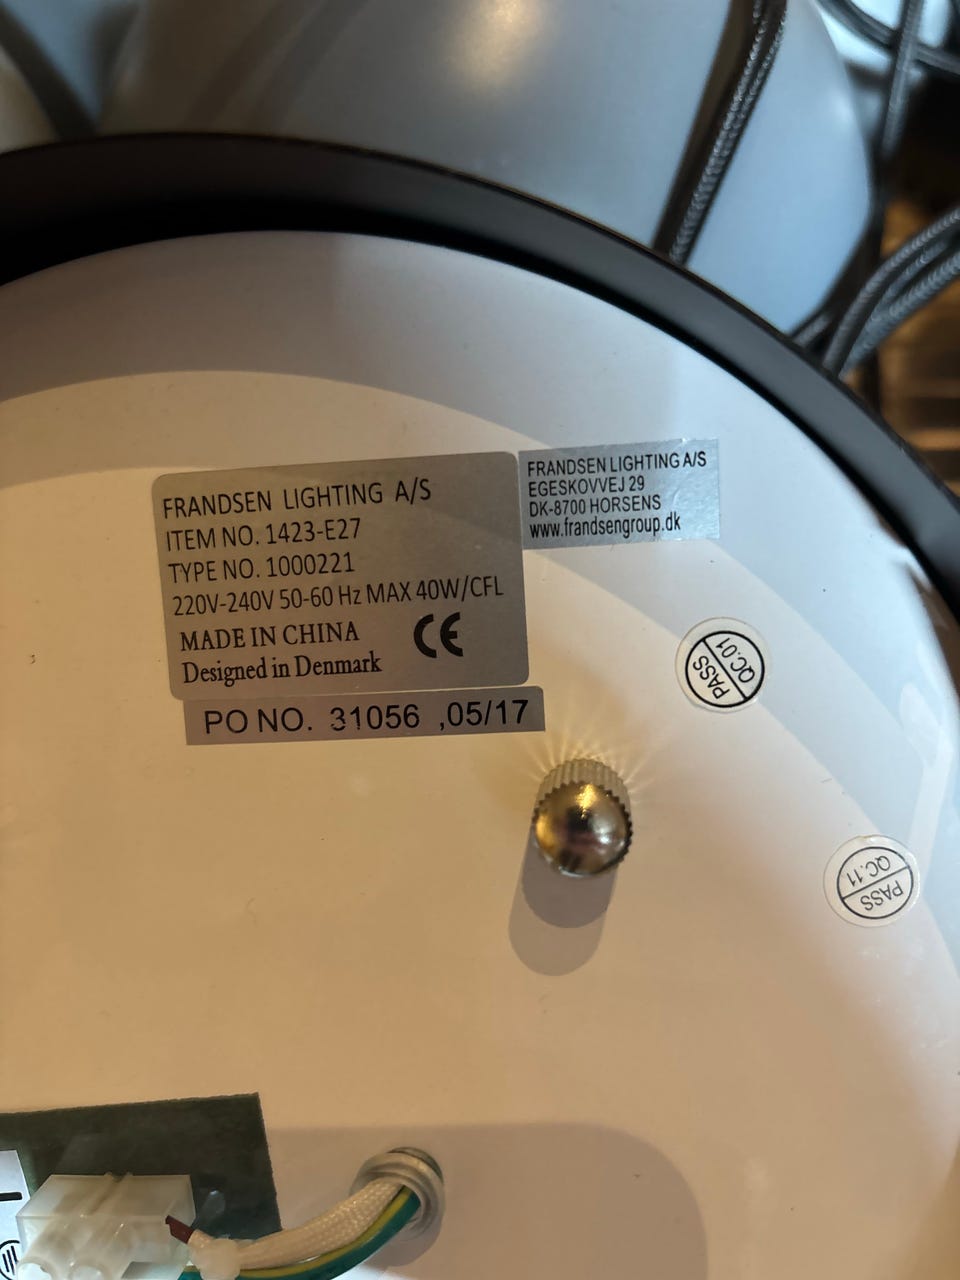 FRANDSEN LIGHTING A/S
ITEM NO. 1423-E27
TYPE NO. 1000221
220V-240V 50-60 Hz MAX 40W/CFL
MADE IN CHINA
Designed in Denmark
CE
PO NO. 31056 ,05/17
FRANDSEN LIGHTING A/S
EGESKOVVEJ 29
DK-8700 HORSENS
www.frandsengroup.dk
PASS
QC.01
PASS
QC.11